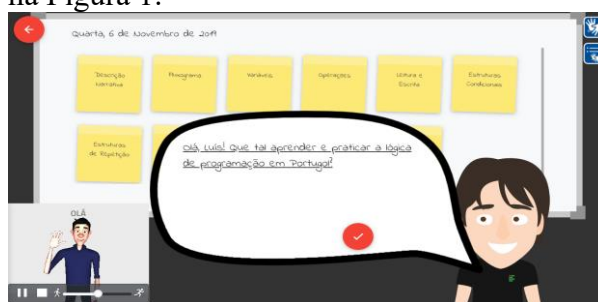 na Figura 1.
Quarta, 6 de Novembro de 2019
Descrição Narrativa
Fluxograma
Variáveis
Operações
Leitura e Escrita
Estruturas Condicionais
Estruturas de Repetição
Olá, Luis! Que tal aprender e praticar a lógica
de programação em Portugol?
OLÁ